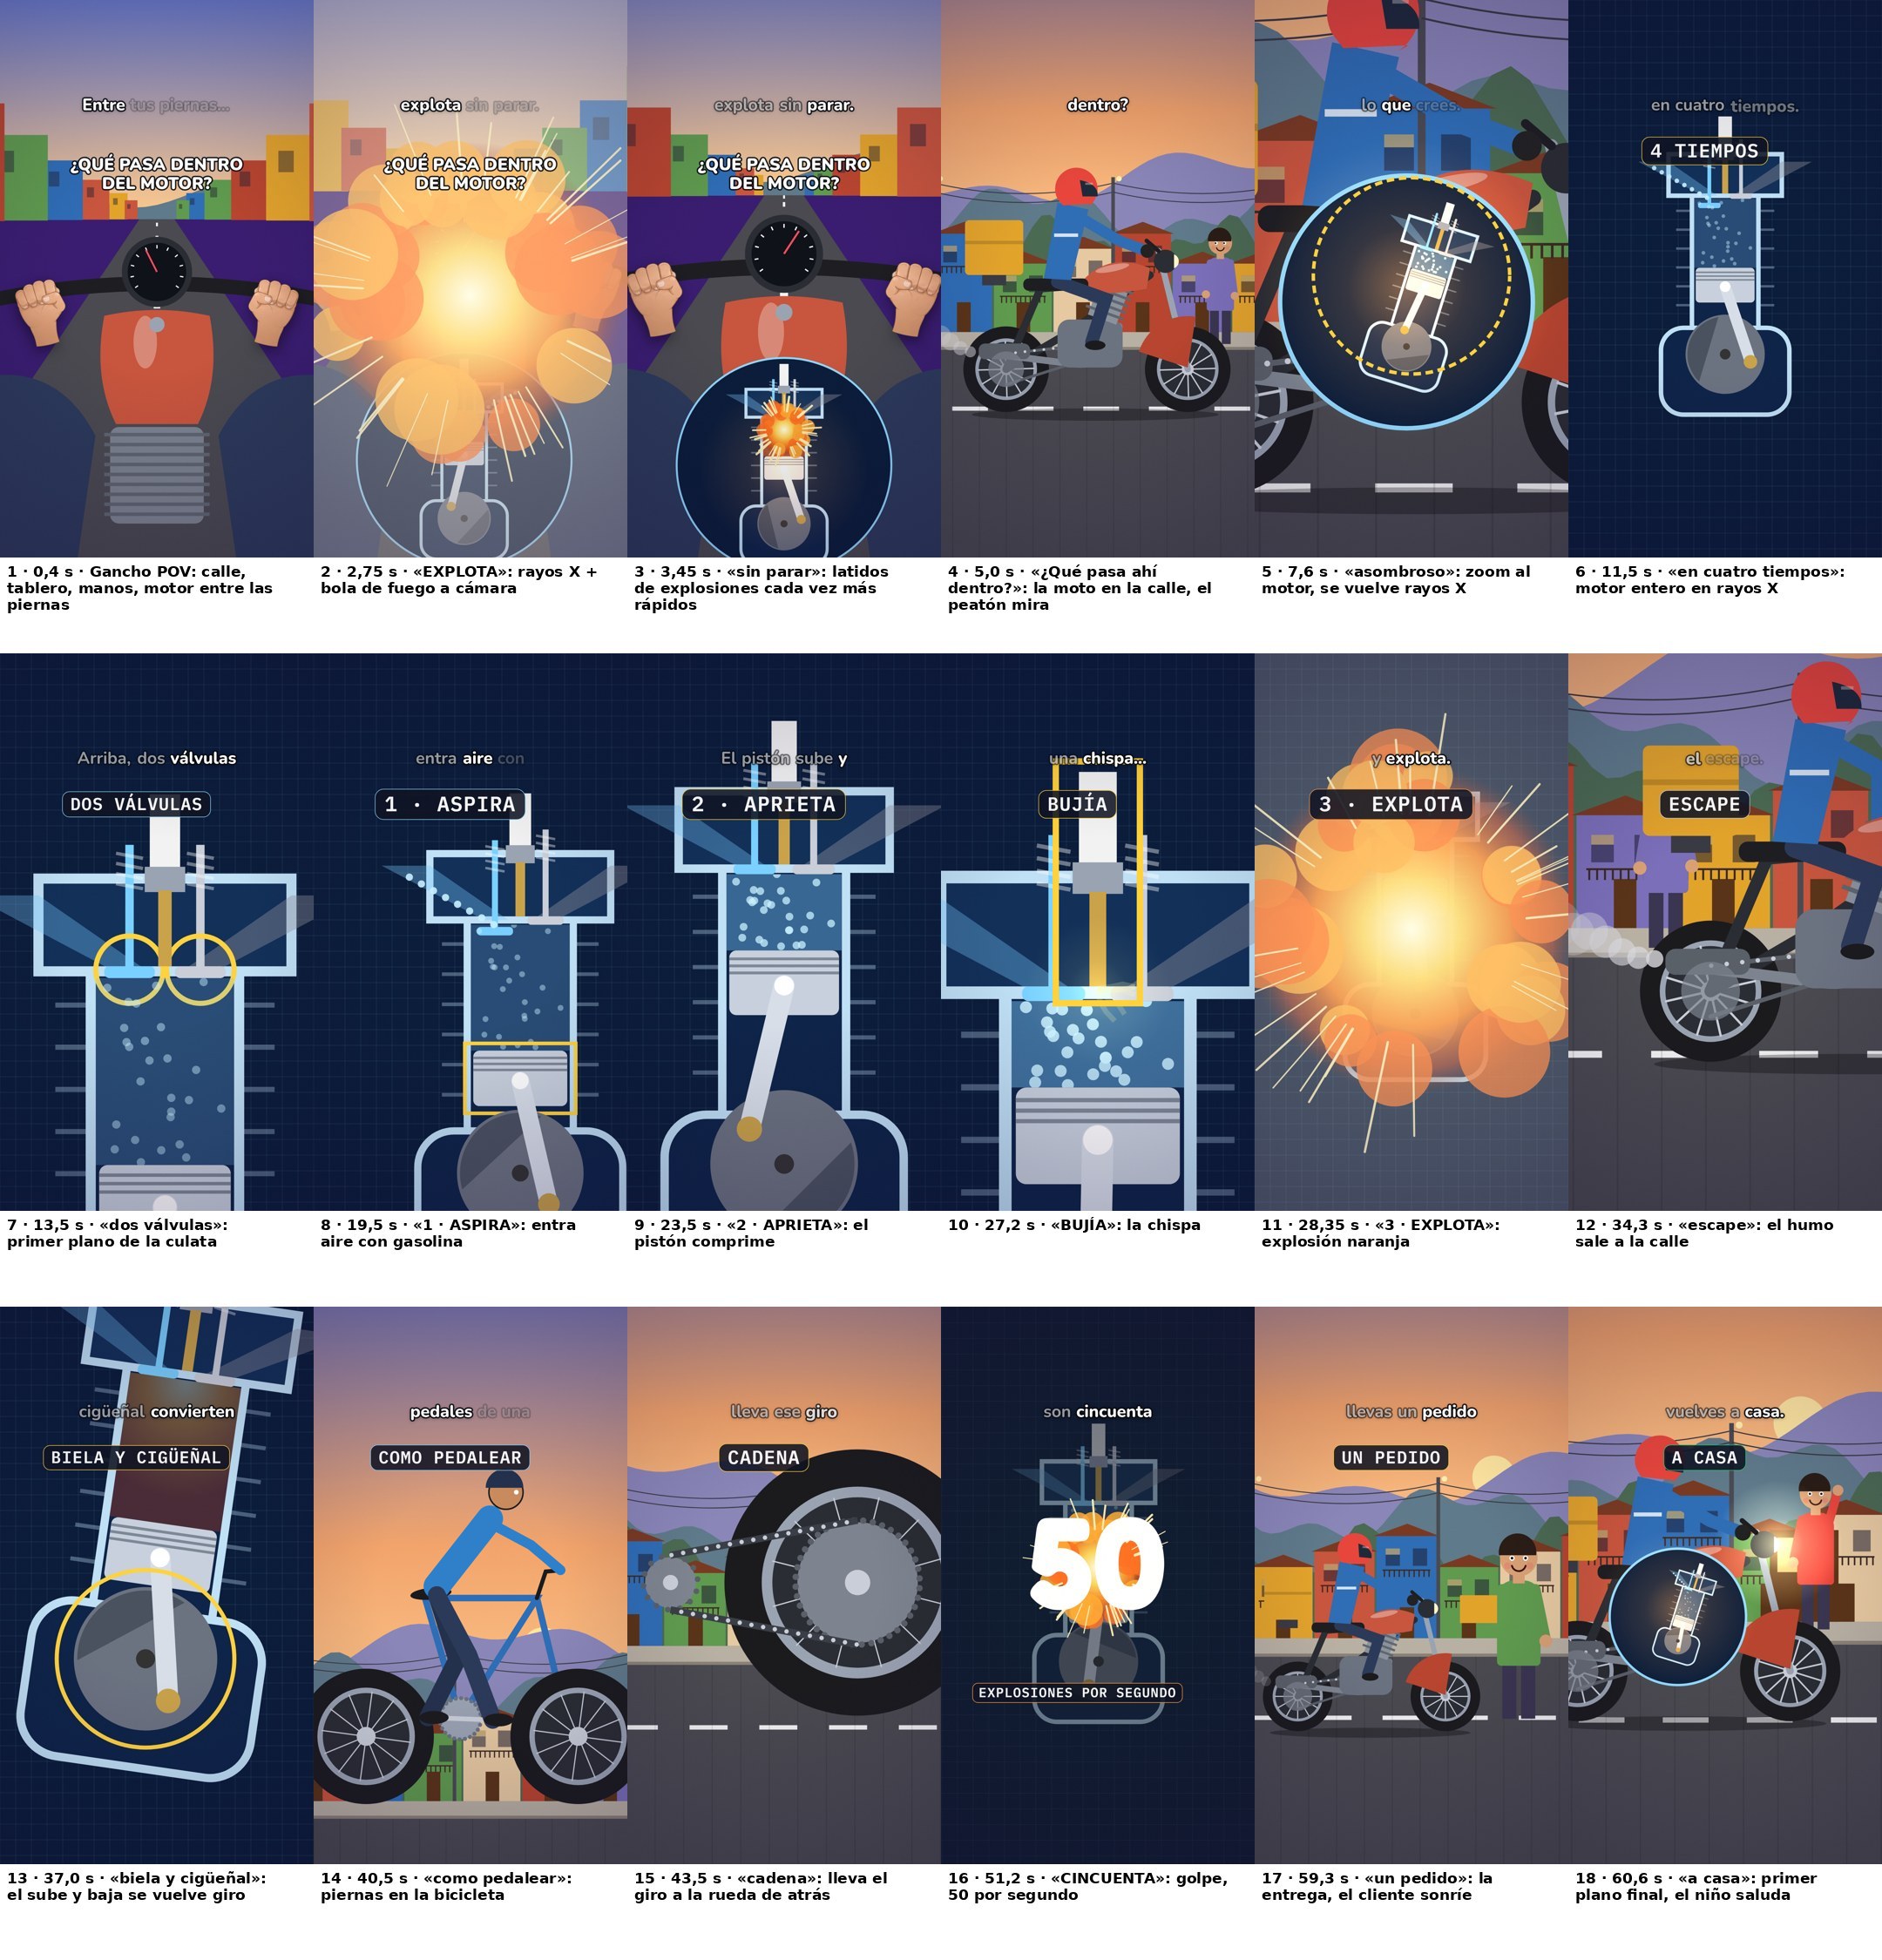 Entre tus piernas...
¿QUÉ PASA DENTRO
DEL MOTOR?
1 · 0,4 s · Gancho POV: calle,
tablero, manos, motor entre las
piernas
explota sin parar.
¿QUÉ PASA DENTRO
DEL MOTOR?
2 · 2,75 s · «EXPLOTA»: rayos X +
bola de fuego a cámara
explota sin parar.
¿QUÉ PASA DENTRO
DEL MOTOR?
3 · 3,45 s · «sin parar»: latidos
de explosiones cada vez más
rápidos
dentro?
4 · 5,0 s · «¿Qué pasa ahí
dentro?»: la moto en la calle, el
peatón mira
lo que crees.
5 · 7,6 s · «asombroso»: zoom al
motor, se vuelve rayos X
en cuatro tiempos.
4 TIEMPOS
6 · 11,5 s · «en cuatro tiempos»:
motor entero en rayos X
Arriba, dos válvulas
DOS VÁLVULAS
7 · 13,5 s · «dos válvulas»:
primer plano de la culata
entra aire con
1 · ASPIRA
8 · 19,5 s · «1 · ASPIRA»: entra
aire con gasolina
El pistón sube y
2 · APRIETA
9 · 23,5 s · «2 · APRIETA»: el
pistón comprime
una chispa...
BUJÍA
10 · 27,2 s · «BUJÍA»: la chispa
y explota.
3 · EXPLOTA
11 · 28,35 s · «3 · EXPLOTA»:
explosión naranja
el escape.
ESCAPE
12 · 34,3 s · «escape»: el humo
sale a la calle
cigüeñal convierten
BIELA Y CIGÜEÑAL
13 · 37,0 s · «biela y cigüeñal»:
el sube y baja se vuelve giro
pedales de una
COMO PEDALEAR
14 · 40,5 s · «como pedalear»:
piernas en la bicicleta
lleva ese giro
CADENA
15 · 43,5 s · «cadena»: lleva el
giro a la rueda de atrás
son cincuenta
50
EXPLOSIONES POR SEGUNDO
16 · 51,2 s · «CINCUENTA»: golpe,
50 por segundo
llevas un pedido
UN PEDIDO
17 · 59,3 s · «un pedido»: la
entrega, el cliente sonríe
vuelves a casa.
A CASA
18 · 60,6 s · «a casa»: primer
plano final, el niño saluda